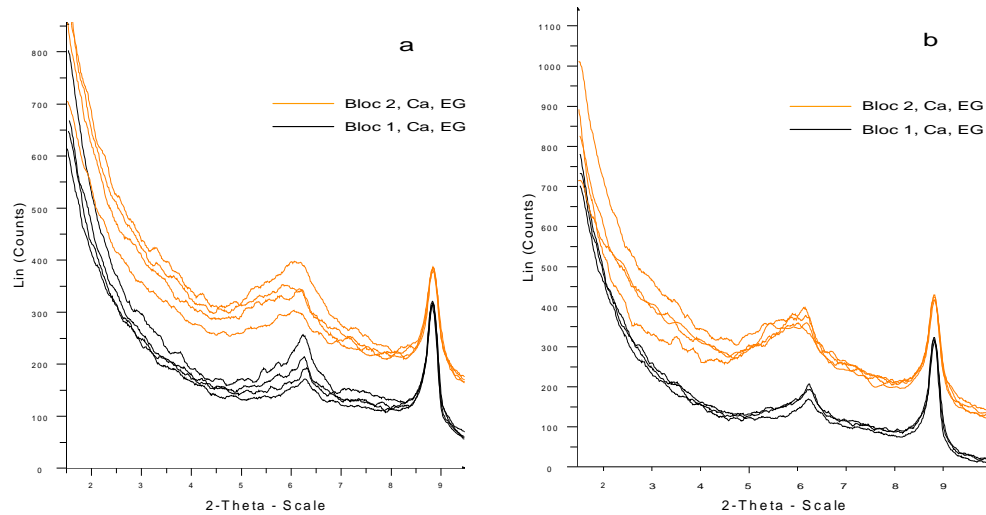 a
Bloc 2, Ca, EG
Bloc 1, Ca, EG
Lin (Counts)
800
700
600
500
400
300
200
100
0
2 3 4 5 6 7 8 9
2-Theta - Scale
b
Bloc 2, Ca, EG
Bloc 1, Ca, EG
Lin (Counts)
1100
1000
900
800
700
600
500
400
300
200
100
0
2 3 4 5 6 7 8 9
2-Theta - Scale